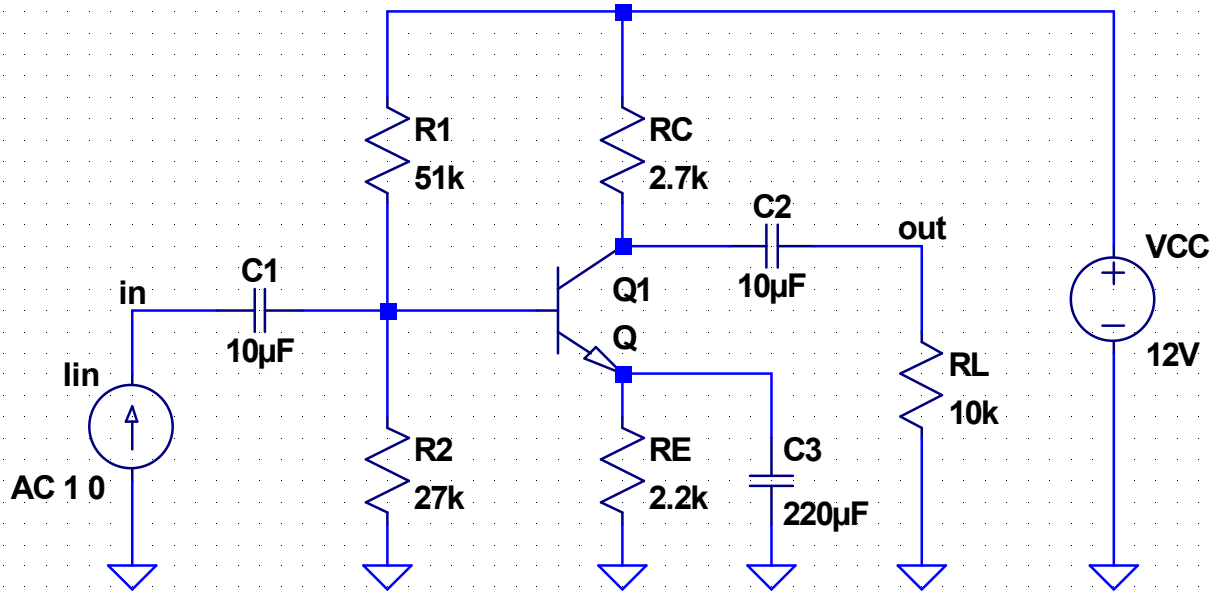 R1
51k
RC
2.7k
C2
10µF
out
VCC
12V
in
C1
10µF
Q1
Q
Iin
AC 1 0
R2
27k
RE
2.2k
C3
220µF
RL
10k